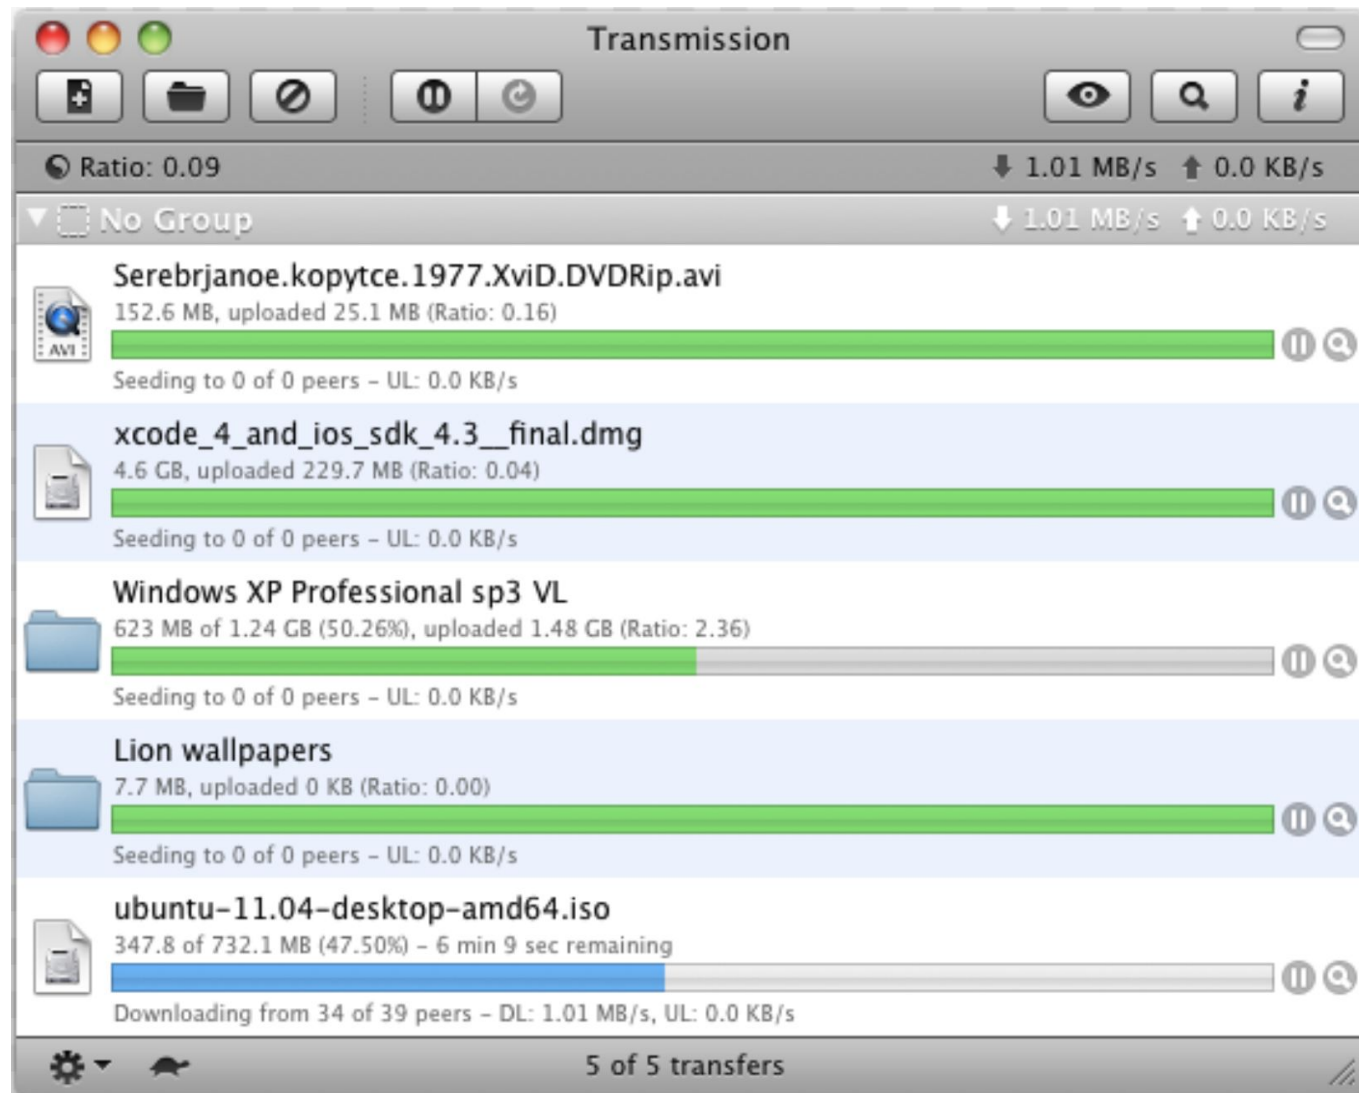 Transmission
Ratio: 0.09 1.01 MB/s 0.0 KB/s
No Group 1.01 MB/s 0.0 KB/s
Serebrjanoe.kopytce.1977.XviD.DVDRip.avi
152.6 MB, uploaded 25.1 MB (Ratio: 0.16)
AVI
Seeding to 0 of 0 peers – UL: 0.0 KB/s
xcode_4_and_ios_sdk_4.3__final.dmg
4.6 GB, uploaded 229.7 MB (Ratio: 0.04)
Seeding to 0 of 0 peers – UL: 0.0 KB/s
Windows XP Professional sp3 VL
623 MB of 1.24 GB (50.26%), uploaded 1.48 GB (Ratio: 2.36)
Seeding to 0 of 0 peers – UL: 0.0 KB/s
Lion wallpapers
7.7 MB, uploaded 0 KB (Ratio: 0.00)
Seeding to 0 of 0 peers – UL: 0.0 KB/s
ubuntu-11.04-desktop-amd64.iso
347.8 of 732.1 MB (47.50%) – 6 min 9 sec remaining
Downloading from 34 of 39 peers – DL: 1.01 MB/s, UL: 0.0 KB/s
5 of 5 transfers